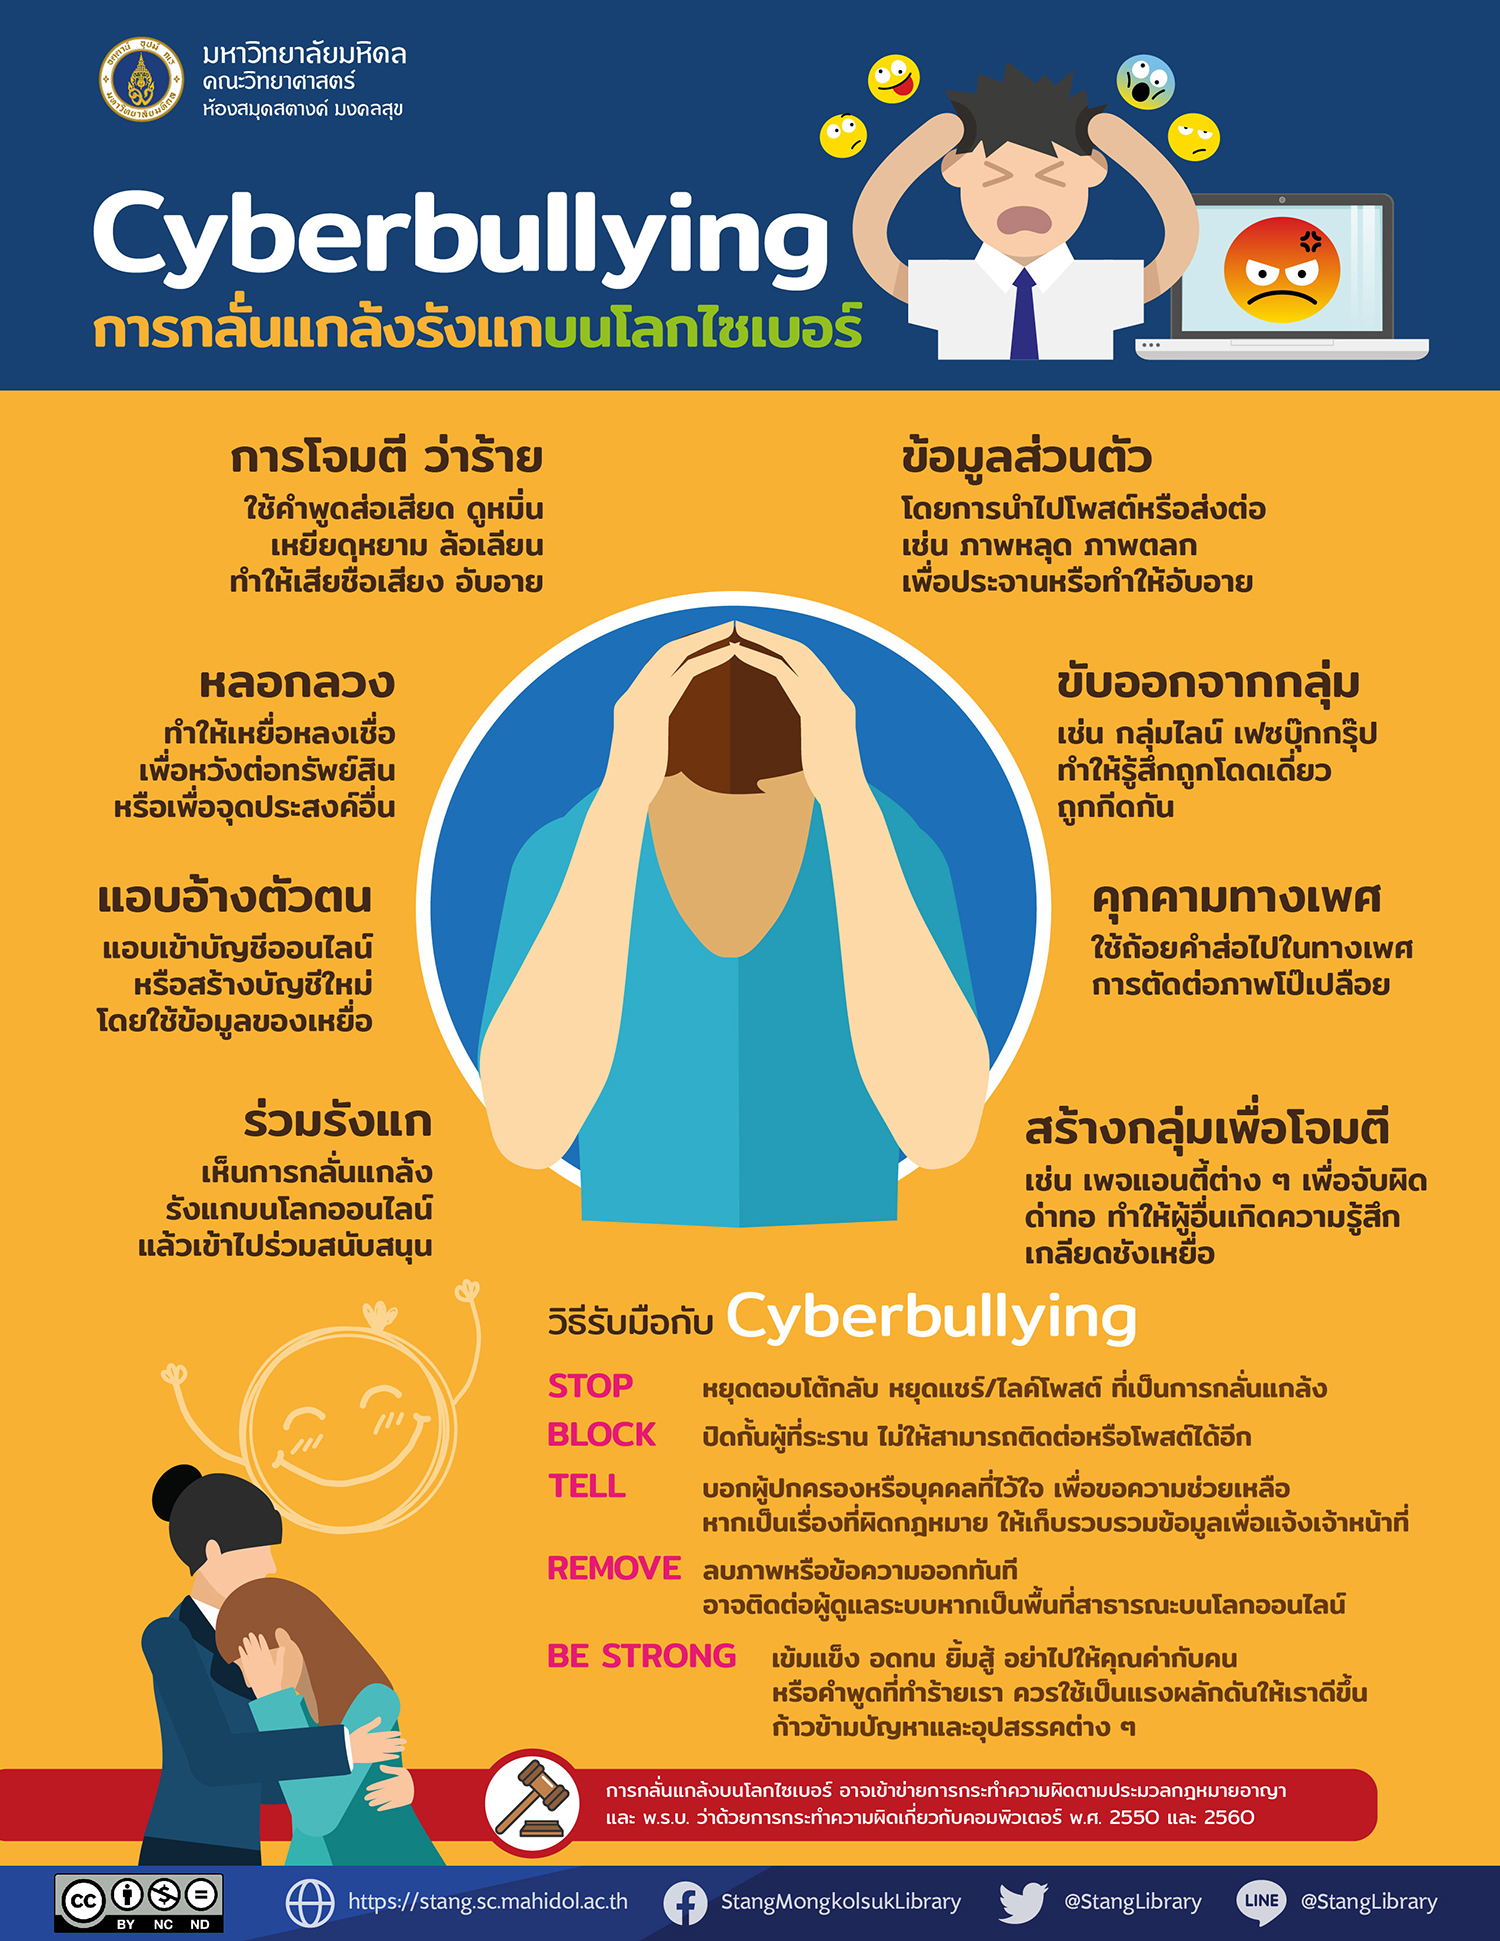 มหาวิทยาลัยมหิดล
คณะวิทยาศาสตร์
ห้องสมุดสตางค์ มงคลสุข
Cyberbullying
การกลั่นแกล้งรังแกบนโลกไซเบอร์
การโจมตี ว่าร้าย
ใช้คำพูดส่อเสียด ดูหมิ่น
เหยียดหยาม ล้อเลียน
ทำให้เสียชื่อเสียง อับอาย
ข้อมูลส่วนตัว
โดยการนำไปโพสต์หรือส่งต่อ
เช่น ภาพหลุด ภาพตลก
เพื่อประจานหรือทำให้อับอาย
หลอกลวง
ทำให้เหยื่อหลงเชื่อ
เพื่อหวังต่อทรัพย์สิน
หรือเพื่อจุดประสงค์อื่น
ขับออกจากกลุ่ม
เช่น กลุ่มไลน์ เฟซบุ๊กกรุ๊ป
ทำให้รู้สึกถูกโดดเดี่ยว
ถูกกีดกัน
แอบอ้างตัวตน
แอบเข้าบัญชีออนไลน์
หรือสร้างบัญชีใหม่
โดยใช้ข้อมูลของเหยื่อ
คุกคามทางเพศ
ใช้ถ้อยคำส่อไปในทางเพศ
การตัดต่อภาพโป๊เปลือย
ร่วมรังแก
เห็นการกลั่นแกล้ง
รังแกบนโลกออนไลน์
แล้วเข้าไปร่วมสนับสนุน
สร้างกลุ่มเพื่อโจมตี
เช่น เพจแอนตี้ต่าง ๆ เพื่อจับผิด
ด่าทอ ทำให้ผู้อื่นเกิดความรู้สึก
เกลียดชังเหยื่อ
วิธีรับมือกับ Cyberbullying
STOP หยุดตอบโต้กลับ หยุดแชร์/ไลค์โพสต์ ที่เป็นการกลั่นแกล้ง
BLOCK ปิดกั้นผู้ที่ระราน ไม่ให้สามารถติดต่อหรือโพสต์ได้อีก
TELL บอกผู้ปกครองหรือบุคคลที่ไว้ใจ เพื่อขอความช่วยเหลือ
หากเป็นเรื่องที่ผิดกฎหมาย ให้เก็บรวบรวมข้อมูลเพื่อแจ้งเจ้าหน้าที่
REMOVE ลบภาพหรือข้อความออกทันที
อาจติดต่อผู้ดูแลระบบหากเป็นพื้นที่สาธารณะบนโลกออนไลน์
BE STRONG เข้มแข็ง อดทน ยิ้มสู้ อย่าไปให้คุณค่ากับคน
หรือคำพูดที่ทำร้ายเรา ควรใช้เป็นแรงผลักดันให้เราดีขึ้น
ก้าวข้ามปัญหาและอุปสรรคต่าง ๆ
การกลั่นแกล้งบนโลกไซเบอร์ อาจเข้าข่ายการกระทำความผิดตามประมวลกฎหมายอาญา
และ พ.ร.บ. ว่าด้วยการกระทำความผิดเกี่ยวกับคอมพิวเตอร์ พ.ศ. 2550 และ 2560
cc BY NC ND
https://stang.sc.mahidol.ac.th
StangMongkolsukLibrary
@StangLibrary
LINE @StangLibrary